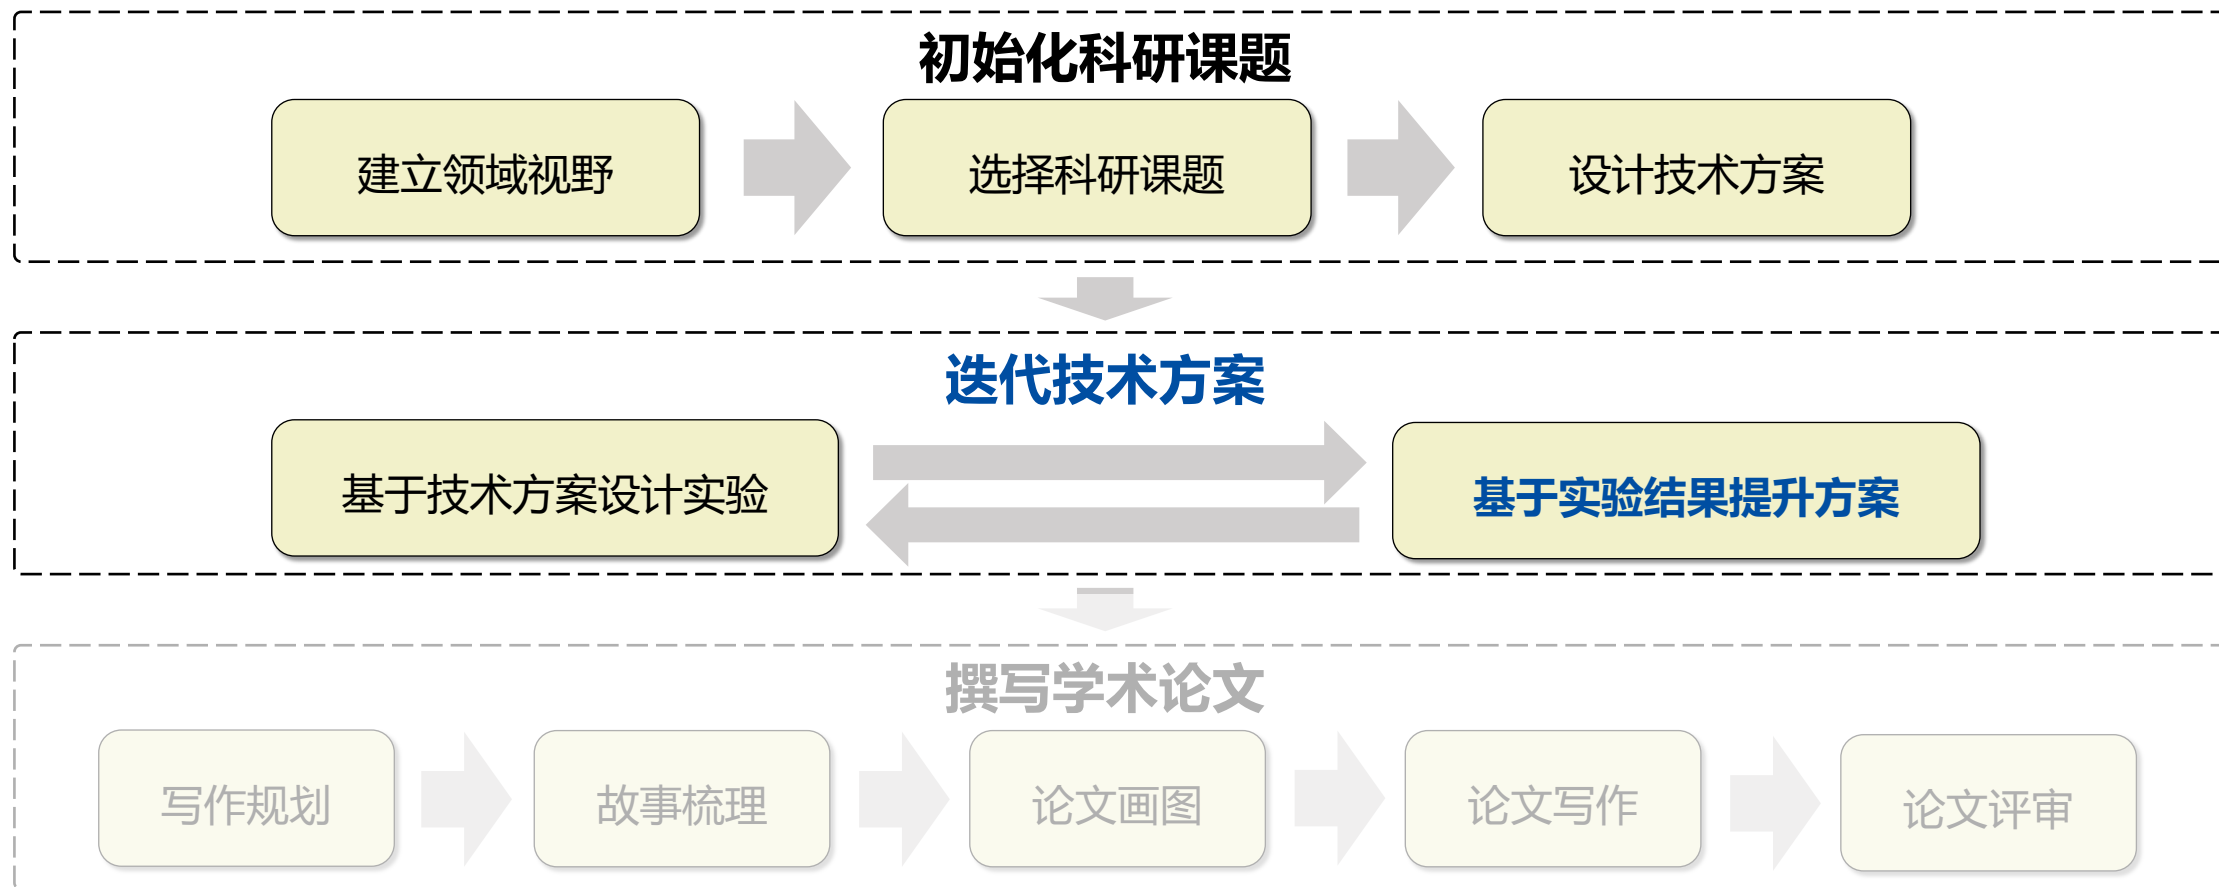 初始化科研课题
建立领域视野
选择科研课题
设计技术方案
迭代技术方案
基于技术方案设计实验
基于实验结果提升方案
撰写学术论文
写作规划
故事梳理
论文画图
论文写作
论文评审